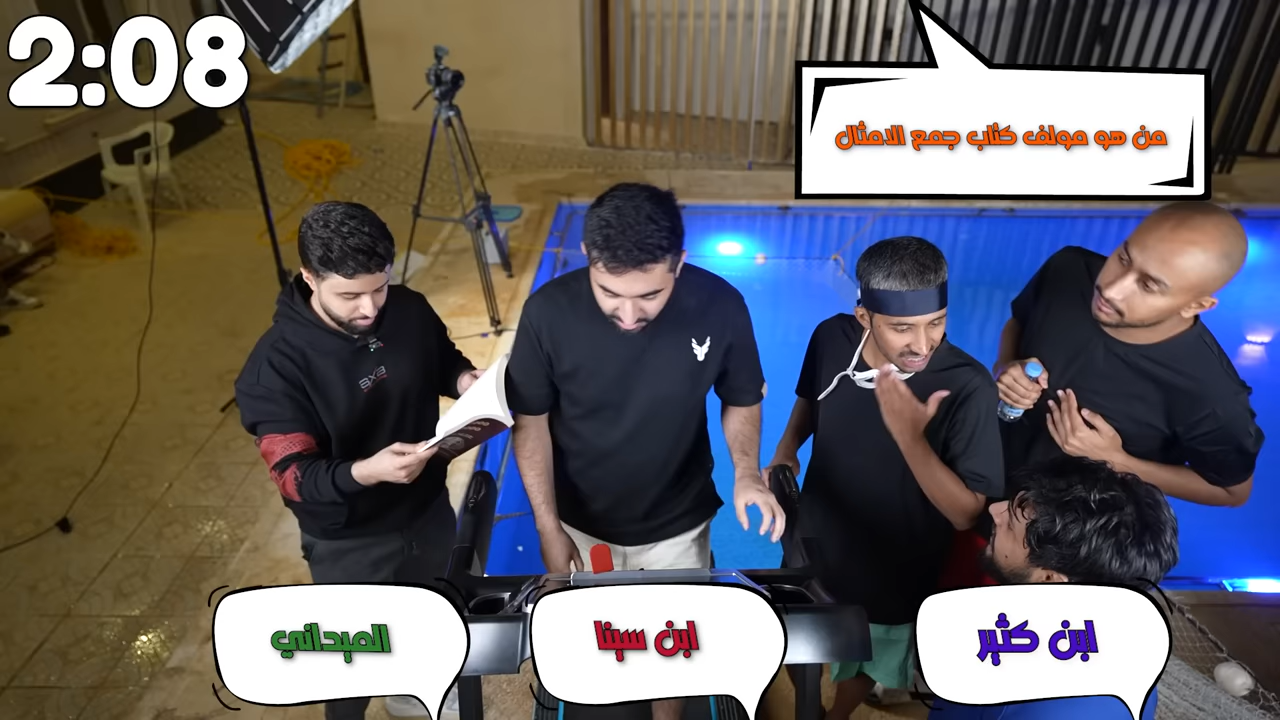 2:08
من هو مولف كتاب جمع الامثال
الميداني
ابن سينا
ابن كثير